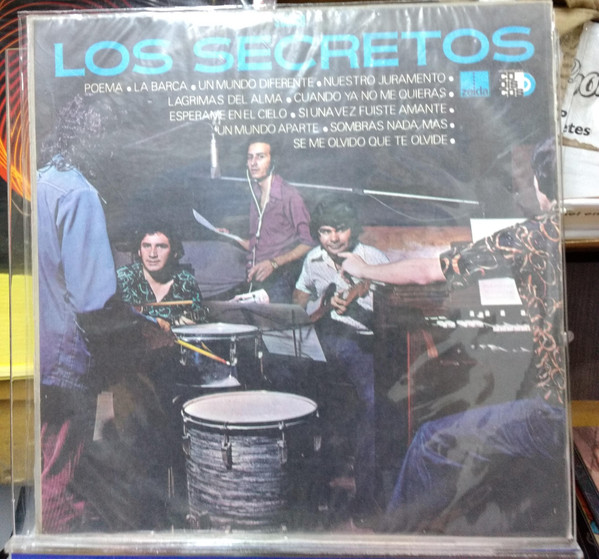 LOS SECRETOS
POEMA • LA BARCA • UN MUNDO DIFERENTE • NUESTRO JURAMENTO •
LAGRIMAS DEL ALMA • CUANDO YA NO ME QUIERAS •
ESPERAME EN EL CIELO • SI UNA VEZ FUISTE AMANTE •
UN MUNDO APARTE • SOMBRAS NADA MAS •
SE ME OLVIDO QUE TE OLVIDE •
zeida
etes